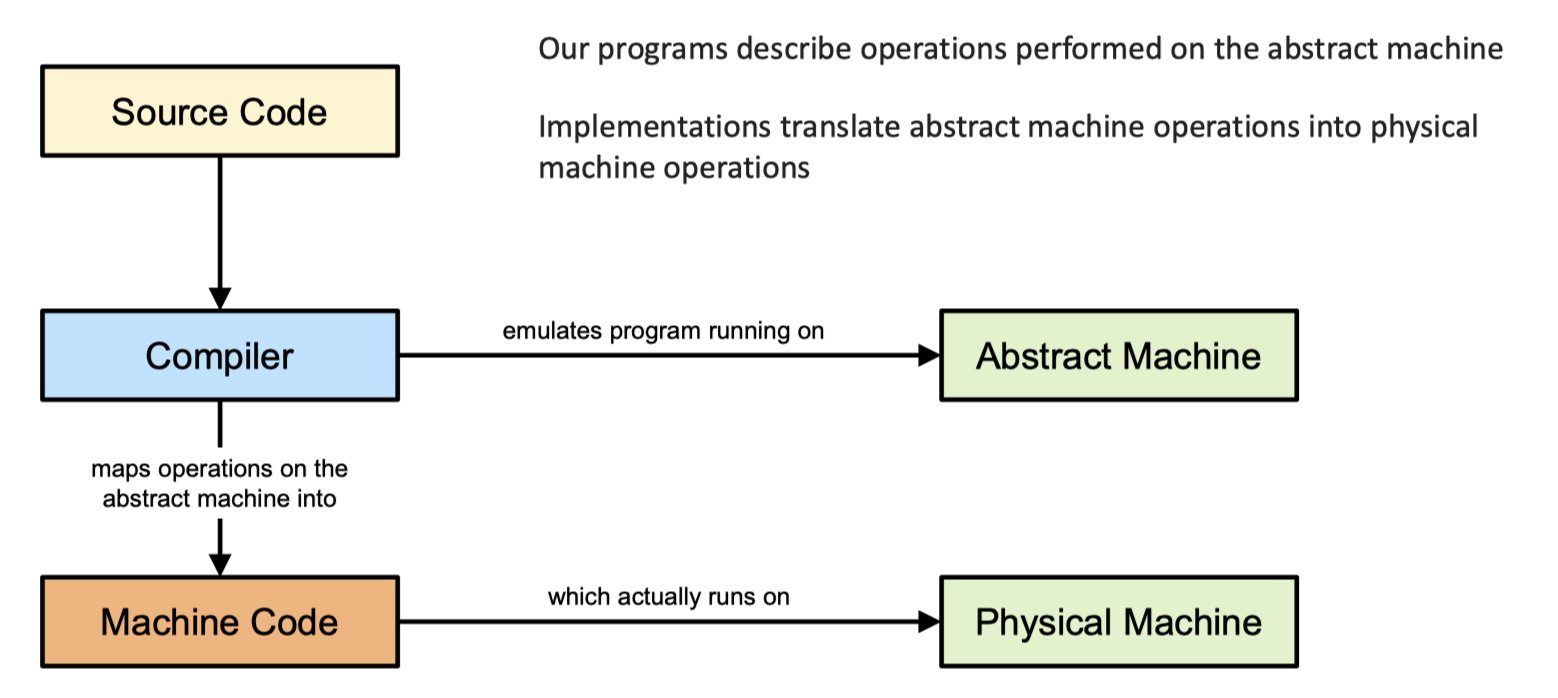 Our programs describe operations performed on the abstract machine
Source Code
Implementations translate abstract machine operations into physical
machine operations
emulates program running on
Compiler
Abstract Machine
maps operations on the
abstract machine into
which actually runs on
Machine Code
Physical Machine